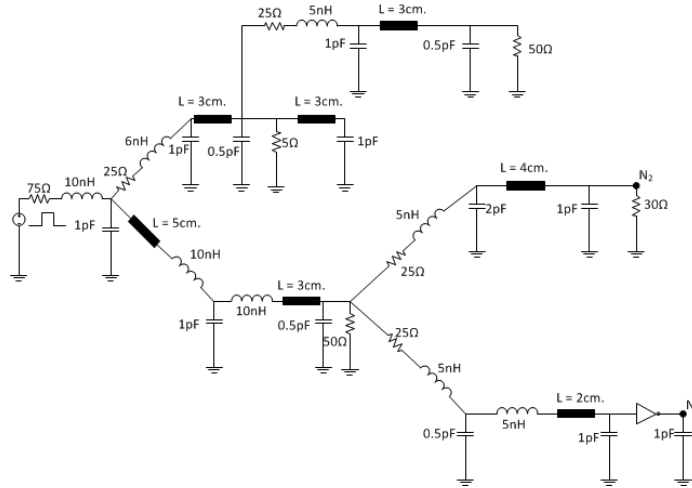 25Ω
5nH
L = 3cm.
1pF
0.5pF
50Ω
L = 3cm.
L = 3cm.
6nH
1pF
0.5pF
5Ω
1pF
25Ω
75Ω
10nH
1pF
L = 5cm.
10nH
L = 4cm.
N₂
5nH
2pF
1pF
30Ω
25Ω
L = 3cm.
1pF
10nH
0.5pF
50Ω
25Ω
5nH
L = 2cm.
N
0.5pF
5nH
1pF
1pF